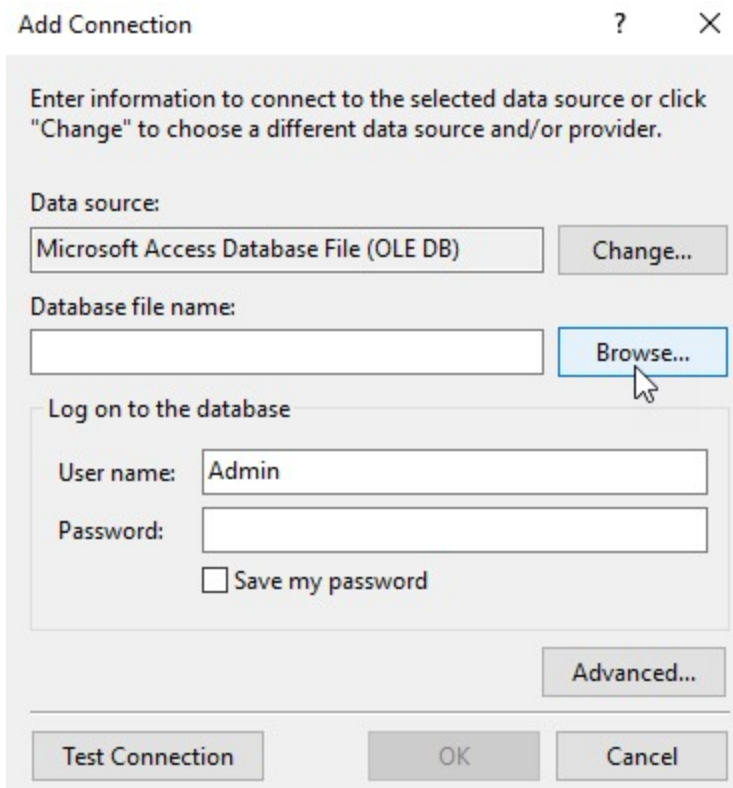 Add Connection ?
Enter information to connect to the selected data source or click
"Change" to choose a different data source and/or provider.
Data source:
Microsoft Access Database File (OLE DB) Change...
Database file name:
Browse...
Log on to the database
User name: Admin
Password:
Save my password
Advanced...
Test Connection OK Cancel